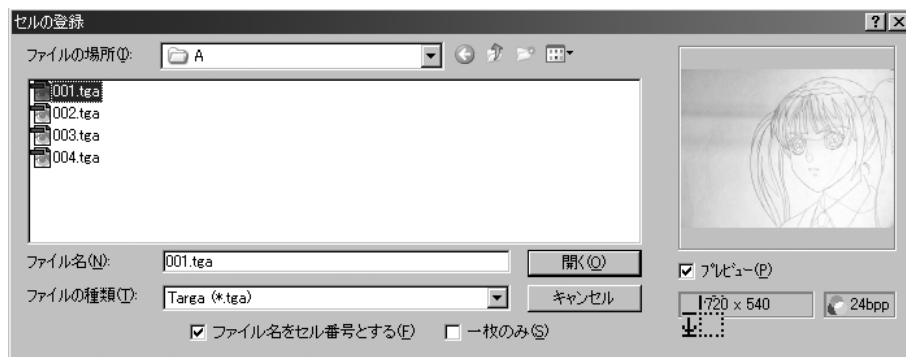 セルの登録
ファイルの場所(I):
A
001.tga
002.tga
003.tga
004.tga
ファイル名(N):
001.tga
開く(O)
ファイルの種類(T):
Targa (*.tga)
キャンセル
ファイル名をセル番号とする(F)
一枚のみ(S)
プレビュー(P)
720 x 540
24bpp